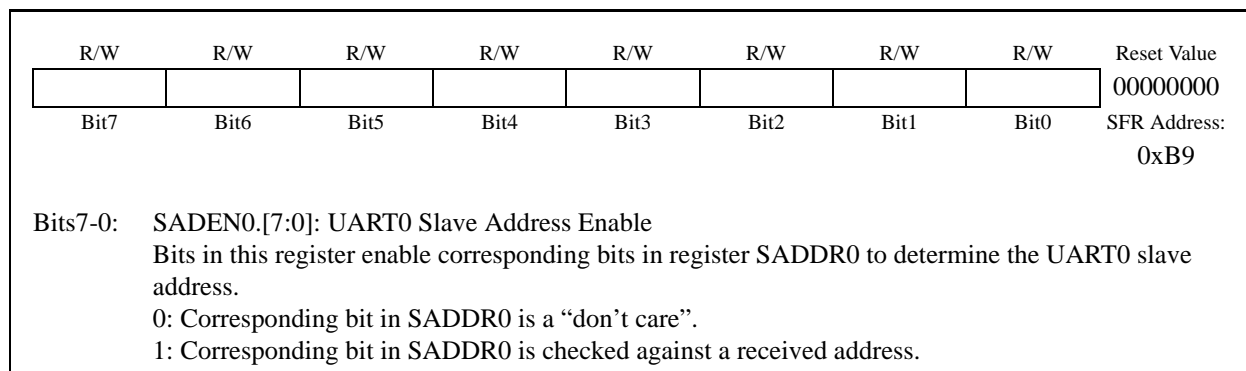 R/W R/W R/W R/W R/W R/W R/W R/W Reset Value
00000000
Bit7 Bit6 Bit5 Bit4 Bit3 Bit2 Bit1 Bit0 SFR Address:
0xB9
Bits7-0: SADEN0.[7:0]: UART0 Slave Address Enable
Bits in this register enable corresponding bits in register SADDR0 to determine the UART0 slave
address.
0: Corresponding bit in SADDR0 is a “don’t care”.
1: Corresponding bit in SADDR0 is checked against a received address.